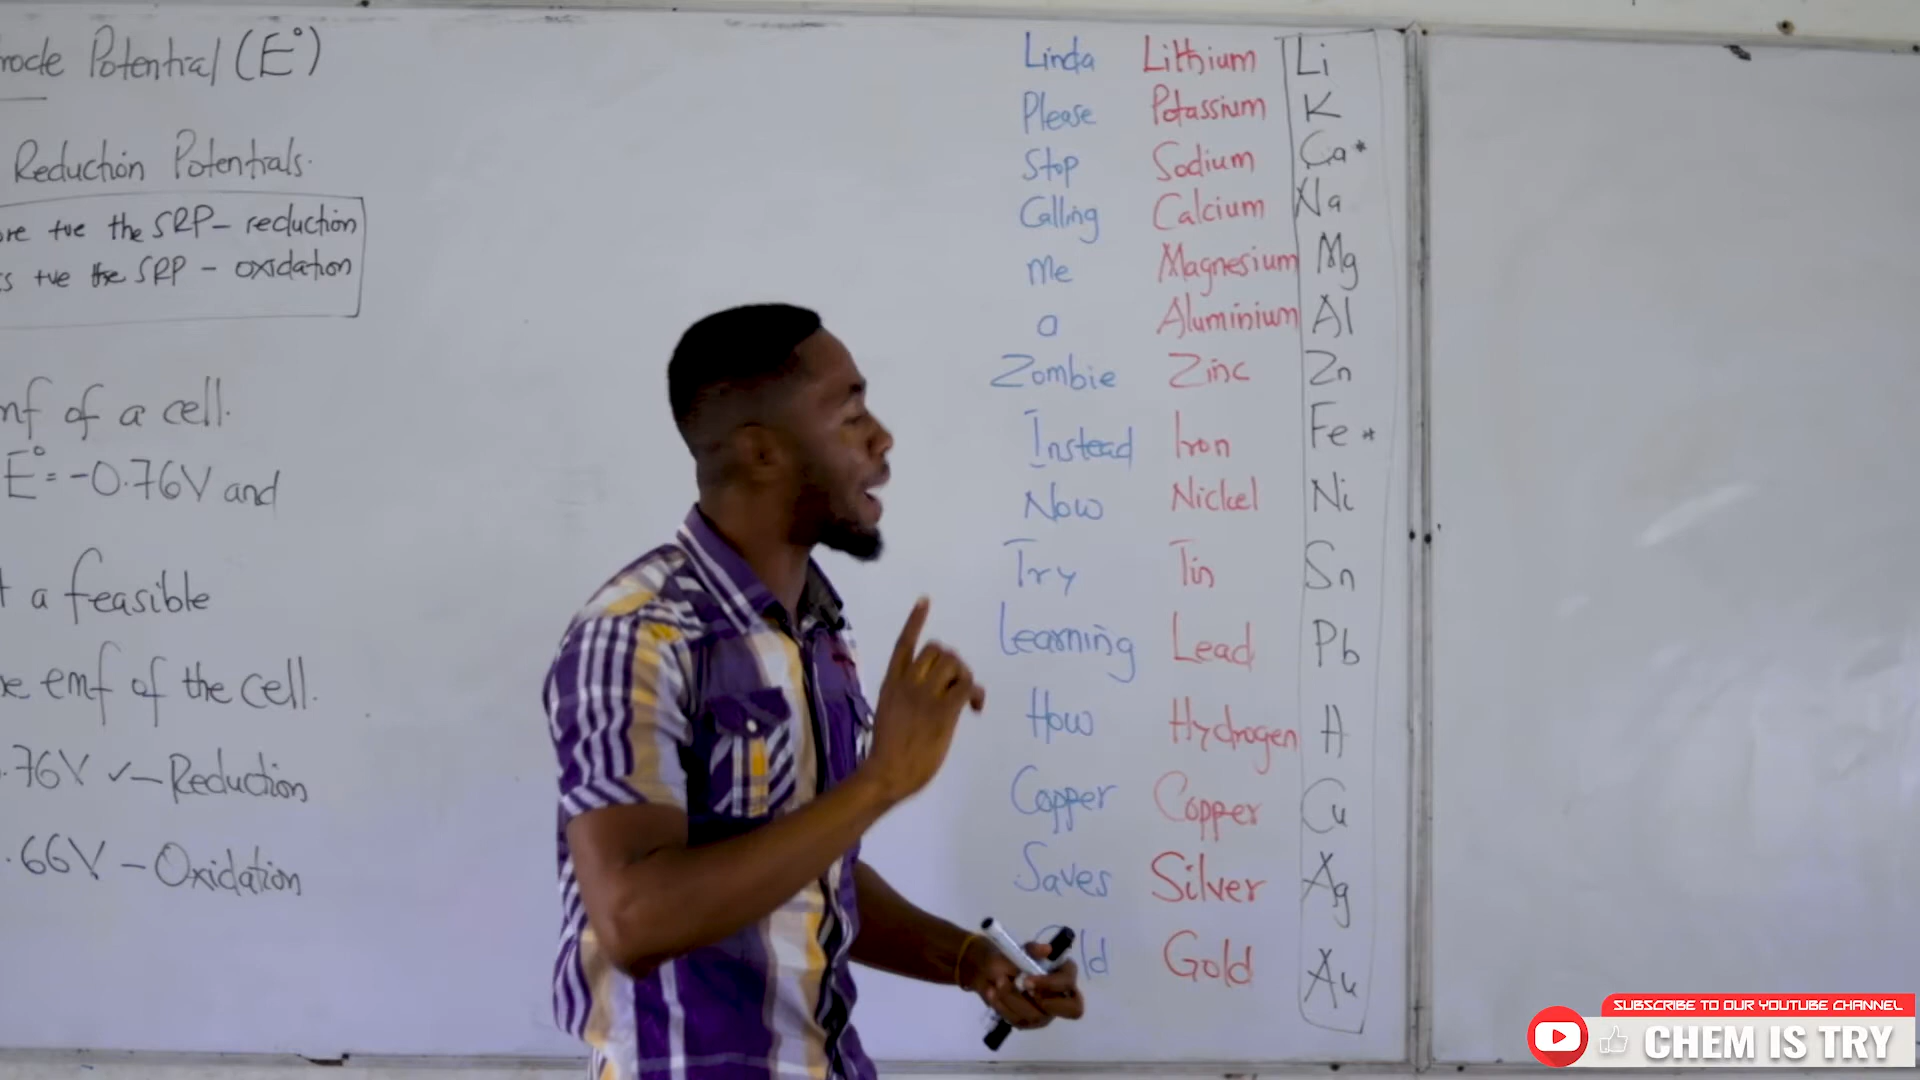 rode Potential (E°)
Reduction Potentials.
ore +ve the SRP - reduction
s +ve the SRP - oxidation
mf of a cell.
E° = -0.76V and
t a feasible
he emf of the cell.
.76V ✓ - Reduction
.66V - Oxidation
Linda Lithium Li
Please Potassium K
Stop Sodium Ca*
Calling Calcium Na
Me Magnesium Mg
a Aluminium Al
Zombie Zinc Zn
Instead Iron Fe *
Now Nickel Ni
Try Tin Sn
Learning Lead Pb
How Hydrogen H
Copper Copper Cu
Saves Silver Ag
ld Gold Au
SUBSCRIBE TO OUR YOUTUBE CHANNEL
CHEM IS TRY